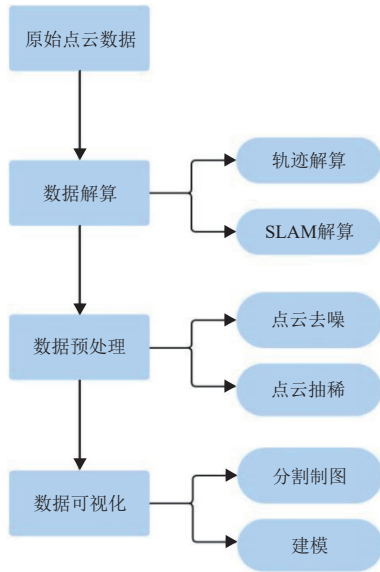 原始点云数据
数据解算
轨迹解算
SLAM解算
数据预处理
点云去噪
点云抽稀
数据可视化
分割制图
建模